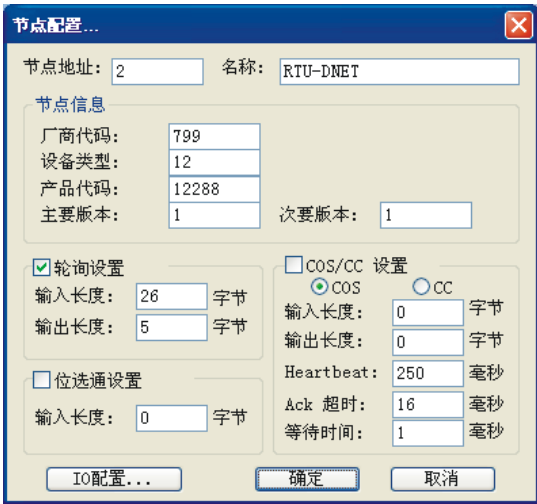 节点配置...
节点地址: 2 名称: RTU-DNET
节点信息
厂商代码: 799
设备类型: 12
产品代码: 12288
主要版本: 1 次要版本: 1
轮询设置
输入长度: 26 字节
输出长度: 5 字节
位选通设置
输入长度: 0 字节
COS/CC 设置
COS CC
输入长度: 0 字节
输出长度: 0 字节
Heartbeat: 250 毫秒
Ack 超时: 16 毫秒
等待时间: 1 毫秒
IO配置... 确定 取消